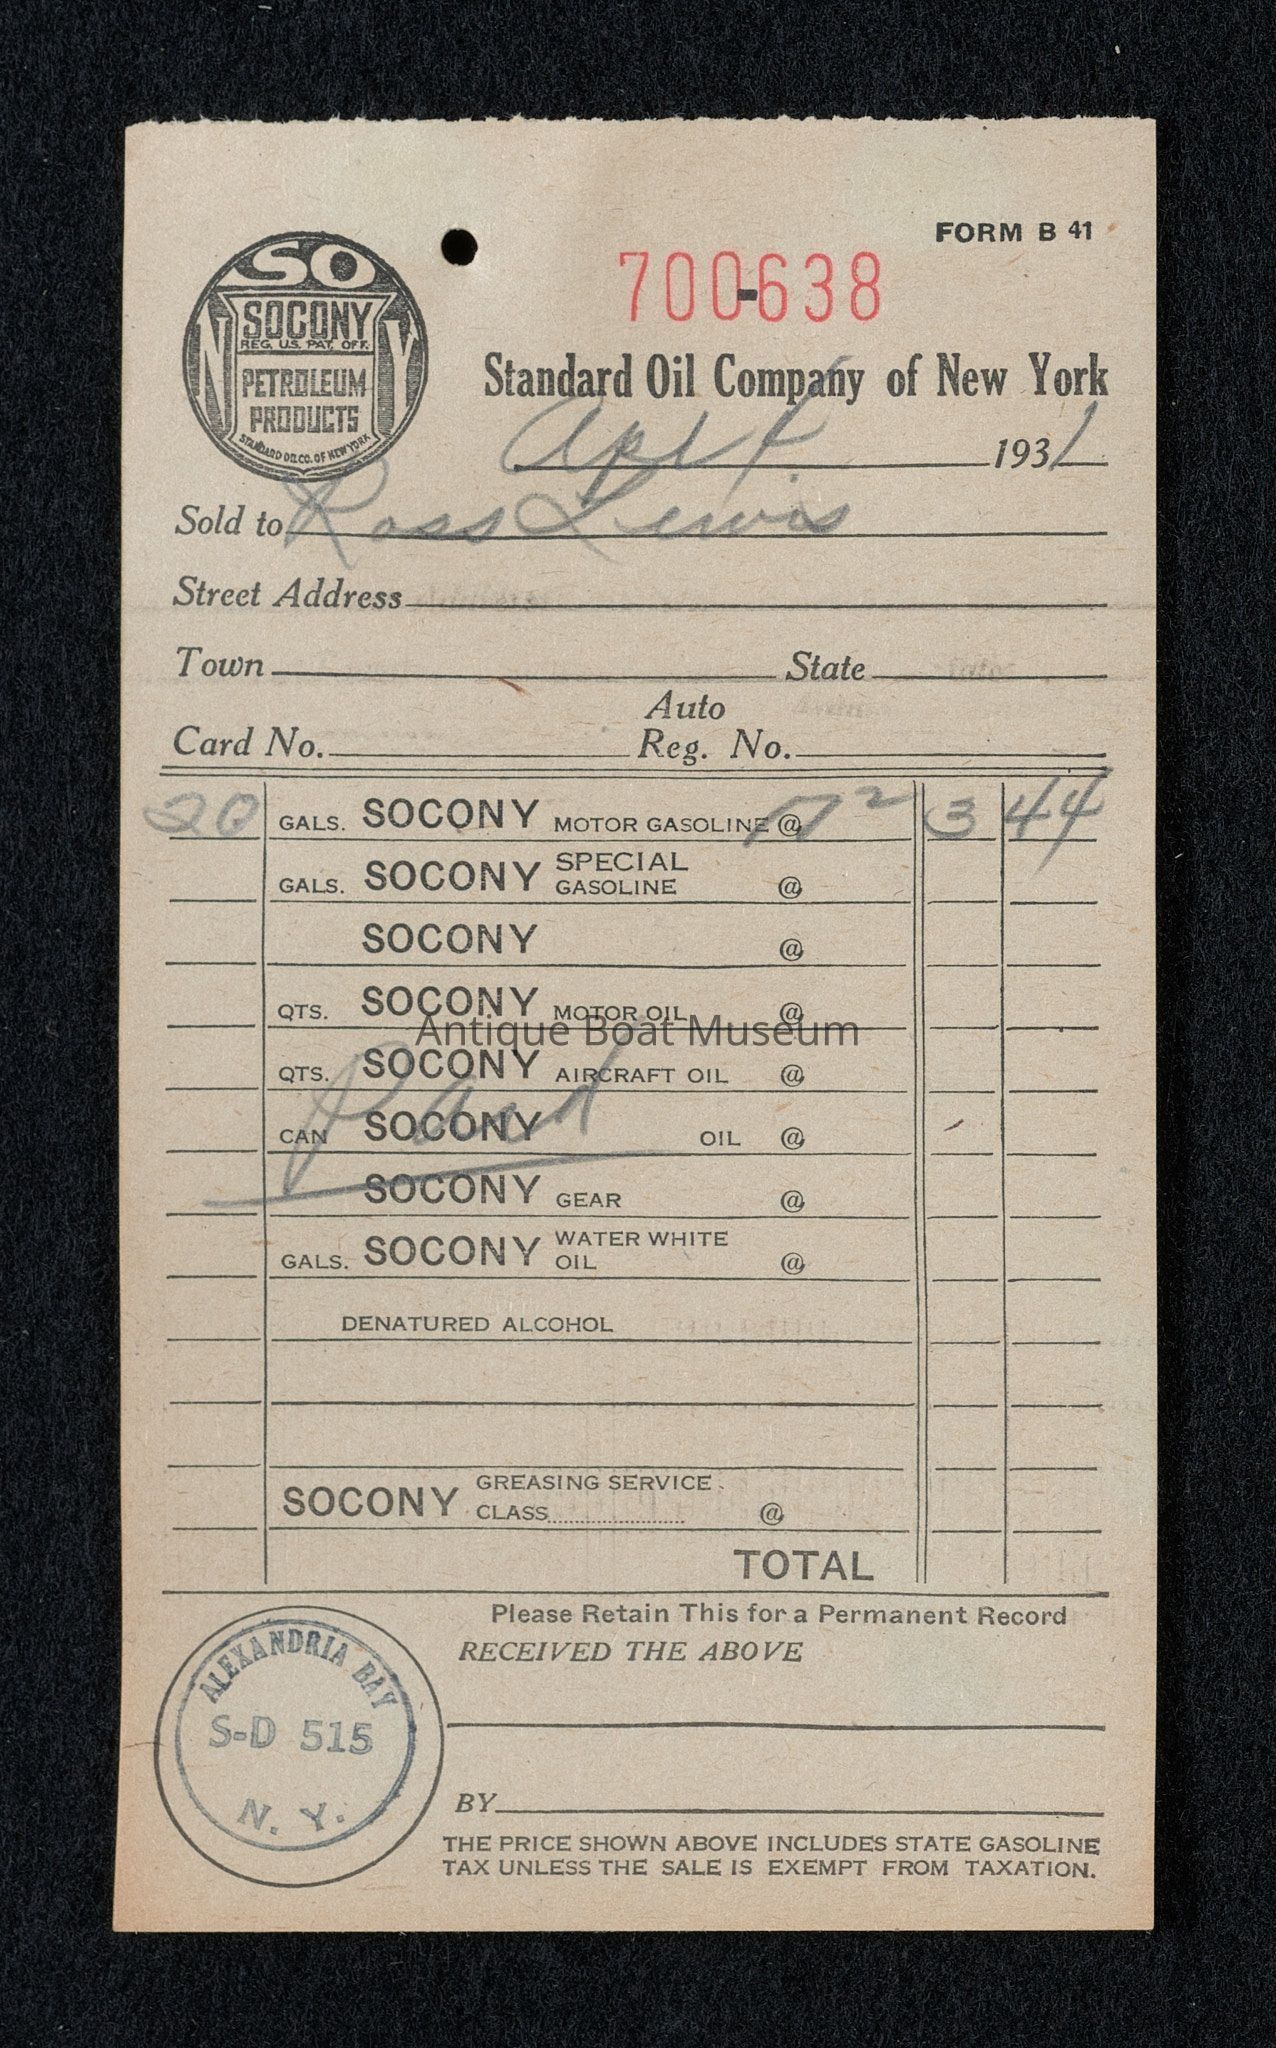 FORM B 41
700-638
SO
N Y
SOCONY
REG. U.S. PAT. OFF.
PETROLEUM
PRODUCTS
STANDARD OIL CO. OF NEW YORK
Standard Oil Company of New York
Apl 4 1931
Sold to Ross Lewis
Street Address
Town State
Auto
Card No. Reg. No.
20 GALS. SOCONY MOTOR GASOLINE @ 17² 3 44
GALS. SOCONY SPECIAL GASOLINE @
SOCONY @
QTS. SOCONY MOTOR OIL @
Antique Boat Museum
QTS. SOCONY AIRCRAFT OIL @
Paid
CAN SOCONY OIL @
SOCONY GEAR @
GALS. SOCONY WATER WHITE OIL @
DENATURED ALCOHOL
SOCONY GREASING SERVICE CLASS @
TOTAL
Please Retain This for a Permanent Record
RECEIVED THE ABOVE
ALEXANDRIA BAY
S-D 515
N. Y.
BY
THE PRICE SHOWN ABOVE INCLUDES STATE GASOLINE
TAX UNLESS THE SALE IS EXEMPT FROM TAXATION.